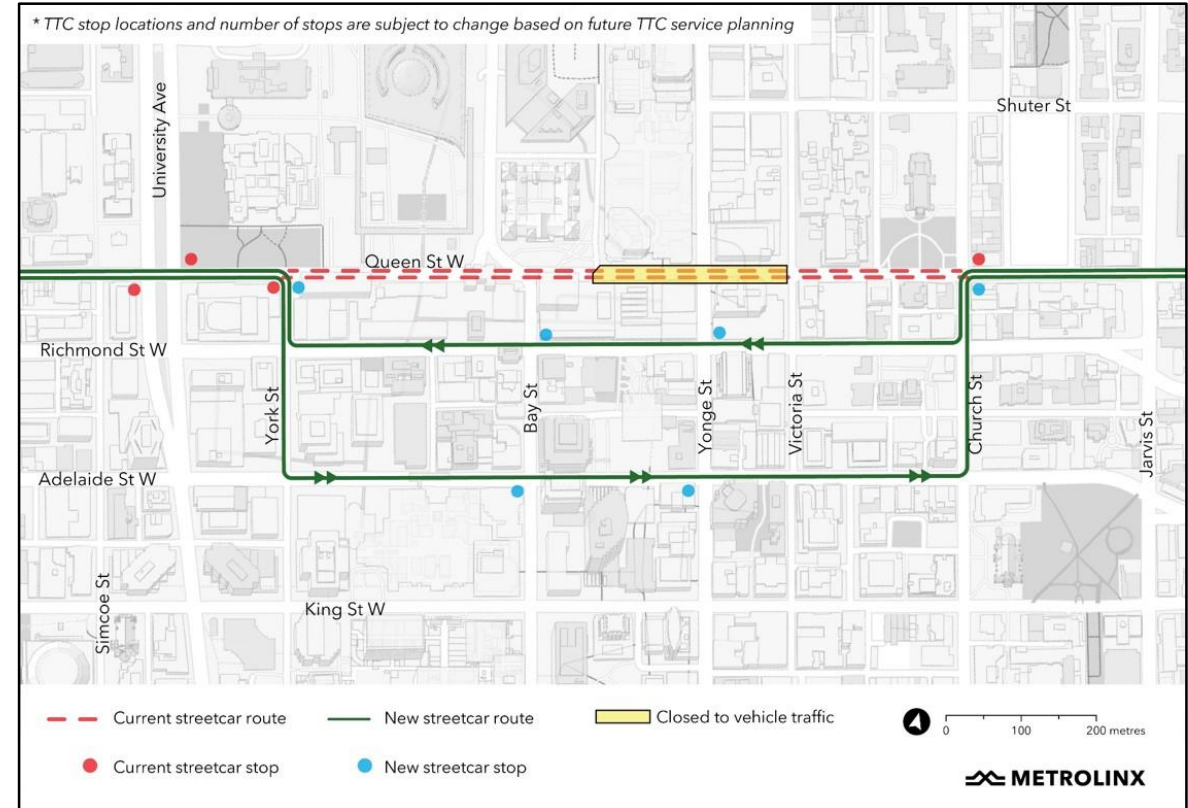 * TTC stop locations and number of stops are subject to change based on future TTC service planning
University Ave
Shuter St
Queen St W
Richmond St W
York St
Bay St
Yonge St
Victoria St
Church St
Jarvis St
Adelaide St W
Simcoe St
King St W
Current streetcar route
New streetcar route
Closed to vehicle traffic
0 100 200 metres
Current streetcar stop
New streetcar stop
METROLINX